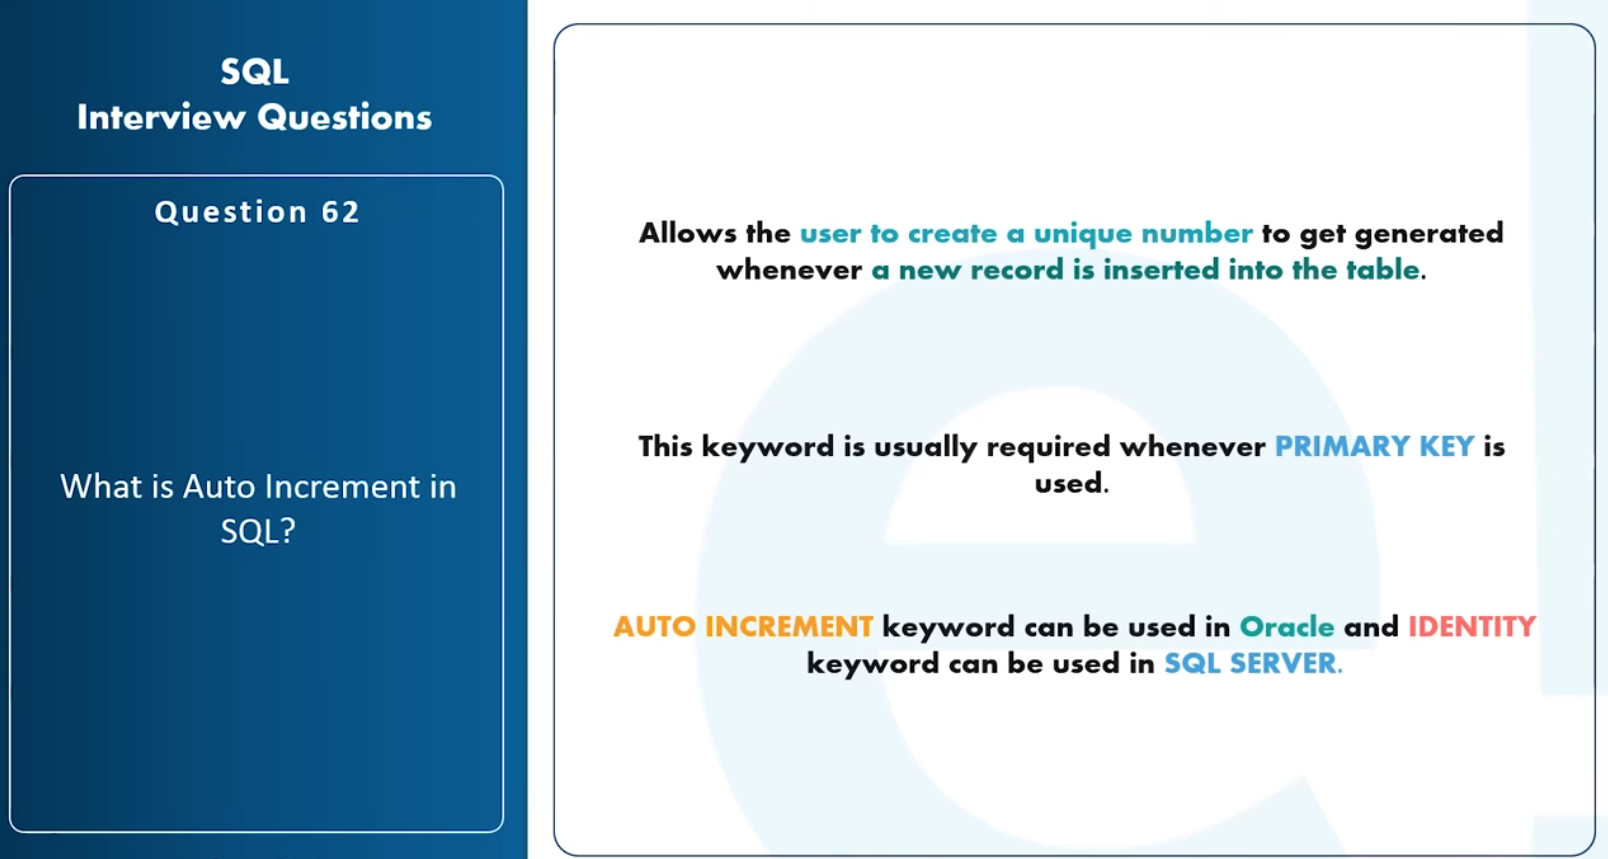 SQL
Interview Questions
Question 62
What is Auto Increment in
SQL?
Allows the user to create a unique number to get generated
whenever a new record is inserted into the table.
This keyword is usually required whenever PRIMARY KEY is
used.
AUTO INCREMENT keyword can be used in Oracle and IDENTITY
keyword can be used in SQL SERVER.